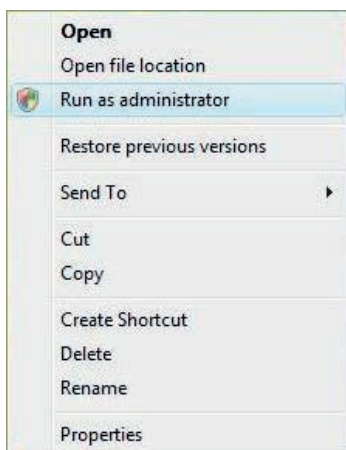 Open
Open file location
Run as administrator
Restore previous versions
Send To
Cut
Copy
Create Shortcut
Delete
Rename
Properties